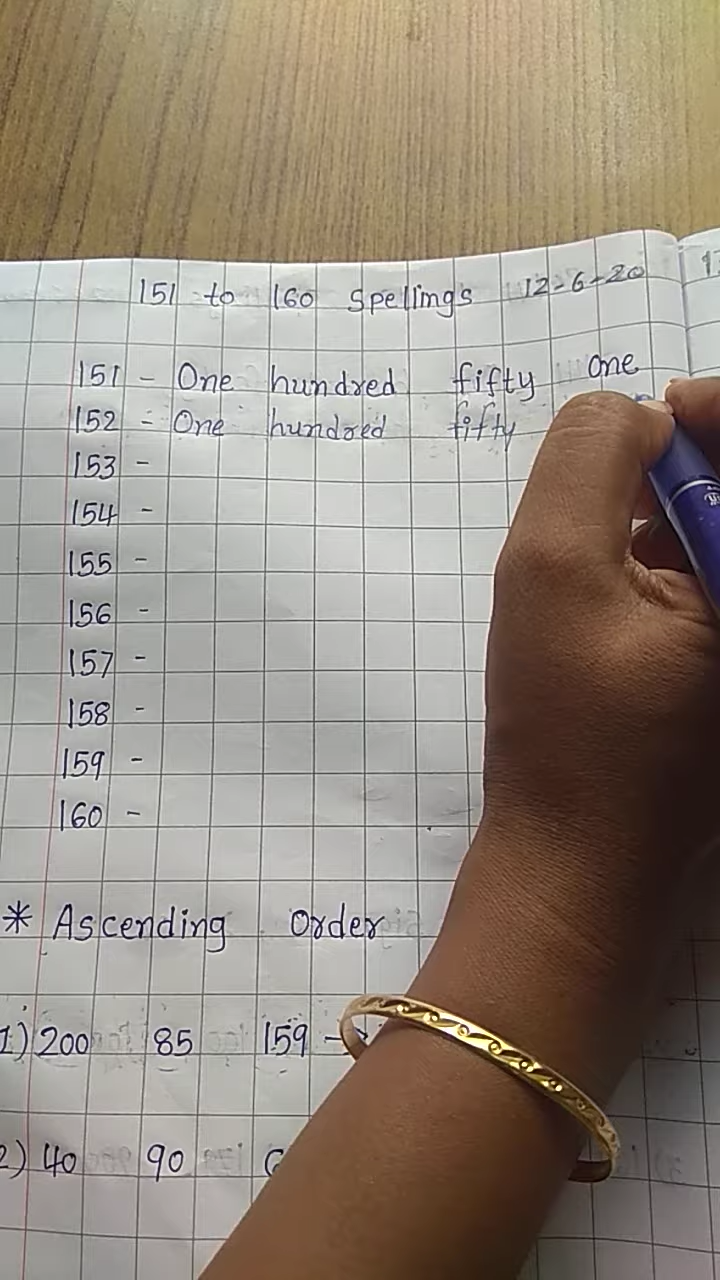 151 to 160 Spellings 12-6-20
151 - One hundred fifty One
152 - One hundred fifty
153 -
154 -
155 -
156 -
157 -
158 -
159 -
160 -
* Ascending Order
1) 200 85 159 -
2) 40 90